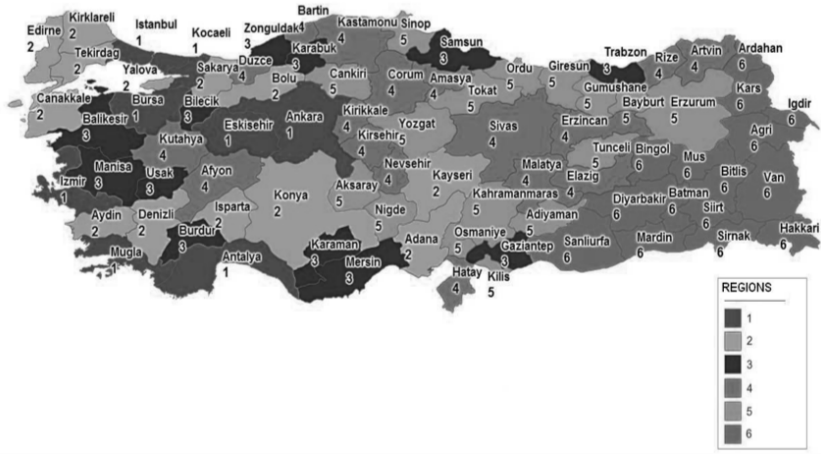 Bartin
4
Kirklareli
2
Istanbul
1
Kocaeli
1
Zonguldak
3
Kastamonu
4
Sinop
5
Edirne
2
Tekirdag
2
Karabuk
3
Samsun
3
Trabzon
3
Rize
4
Artvin
4
Ardahan
6
Yalova
2
Sakarya
2
Düzce
4
Bolu
2
Cankiri
5
Corum
4
Amasya
4
Ordu
5
Giresun
5
Gumushane
5
Kars
6
Canakkale
2
Bursa
1
Bilecik
3
Tokat
5
Bayburt
5
Erzurum
5
Igdir
6
Balikesir
3
Eskisehir
1
Ankara
1
Kirikkale
4
Kirsehir
4
Yozgat
5
Sivas
4
Erzincan
4
Agri
6
Kutahya
4
Tunceli
5
Bingol
6
Mus
6
Manisa
3
Usak
3
Afyon
4
Nevsehir
4
Kayseri
2
Malatya
4
Elazig
4
Bitlis
6
Van
6
Izmir
1
Konya
2
Aksaray
5
Kahramanmaras
5
Diyarbakir
6
Batman
6
Siirt
6
Aydin
2
Denizli
2
Isparta
2
Nigde
5
Adiyaman
5
Burdur
3
Karaman
3
Adana
2
Osmaniye
5
Gaziantep
3
Sanliurfa
6
Mardin
6
Sirnak
6
Hakkari
6
Mugla
1
Antalya
1
Mersin
3
Hatay
4
Kilis
5
REGIONS
1
2
3
4
5
6